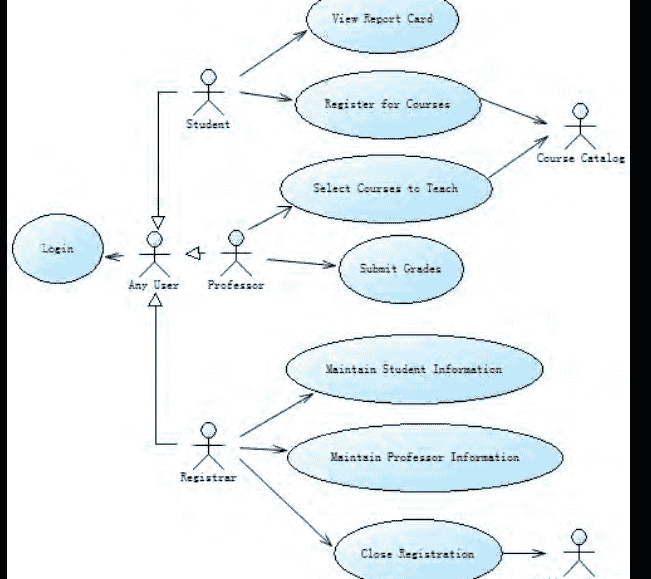 View Report Card
Register for Courses
Student
Course Catalog
Select Courses to Teach
Login
Any User
Professor
Submit Grades
Maintain Student Information
Maintain Professor Information
Registrar
Close Registration